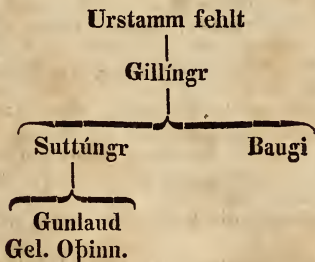 Urstamm fehlt
Gillíngr
Suttúngr Baugi
Gunlaud
Gel. Oþinn.